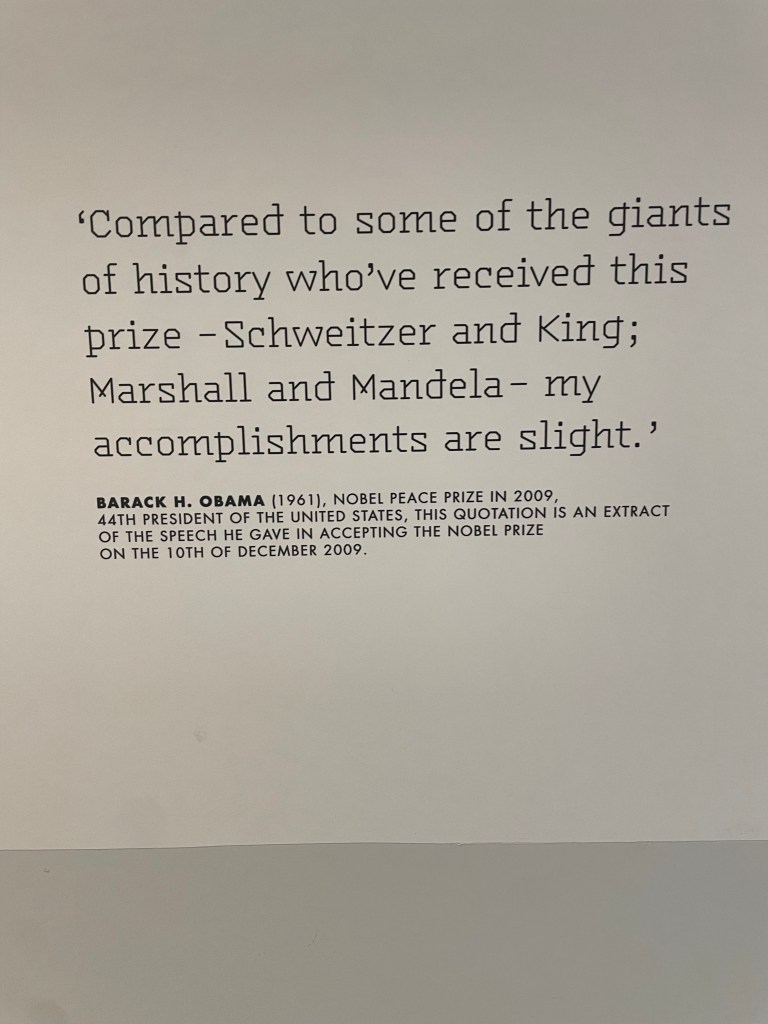 ‘Compared to some of the giants
of history who’ve received this
prize – Schweitzer and King;
Marshall and Mandela – my
accomplishments are slight.’
BARACK H. OBAMA (1961), NOBEL PEACE PRIZE IN 2009,
44TH PRESIDENT OF THE UNITED STATES, THIS QUOTATION IS AN EXTRACT
OF THE SPEECH HE GAVE IN ACCEPTING THE NOBEL PRIZE
ON THE 10TH OF DECEMBER 2009.